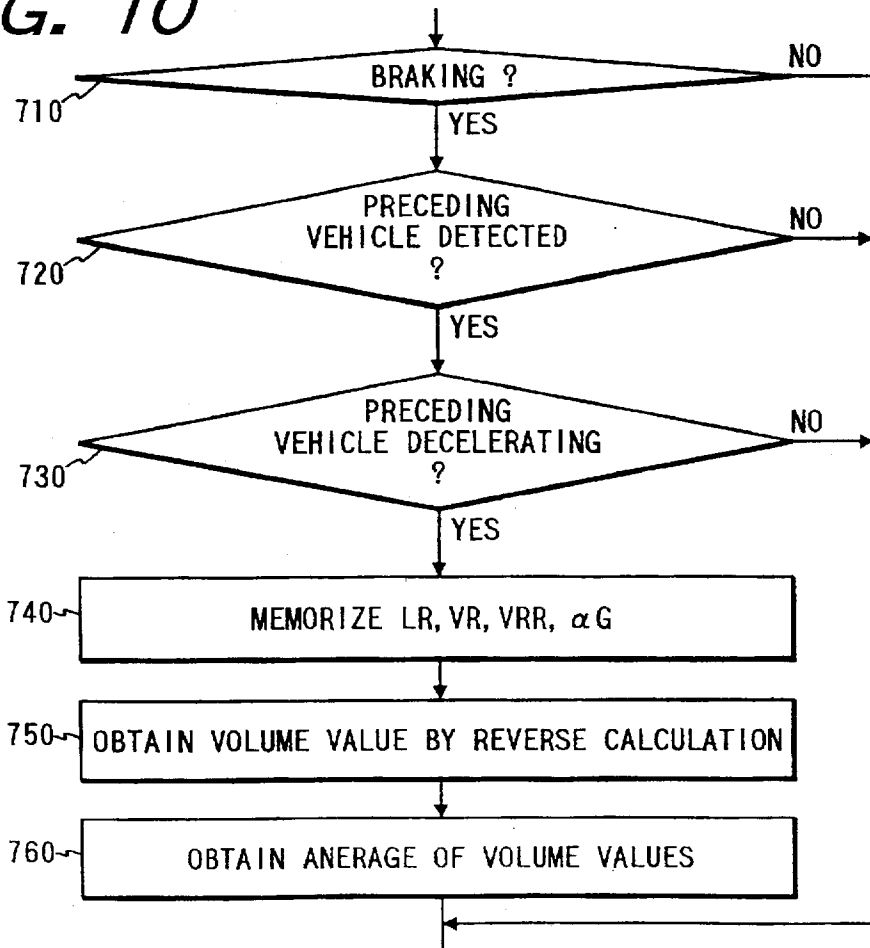 G. 10
BRAKING ?
NO
710
YES
PRECEDING
VEHICLE DETECTED
?
NO
720
YES
PRECEDING
VEHICLE DECELERATING
?
NO
730
YES
740
MEMORIZE LR, VR, VRR, αG
750
OBTAIN VOLUME VALUE BY REVERSE CALCULATION
760
OBTAIN ANERAGE OF VOLUME VALUES